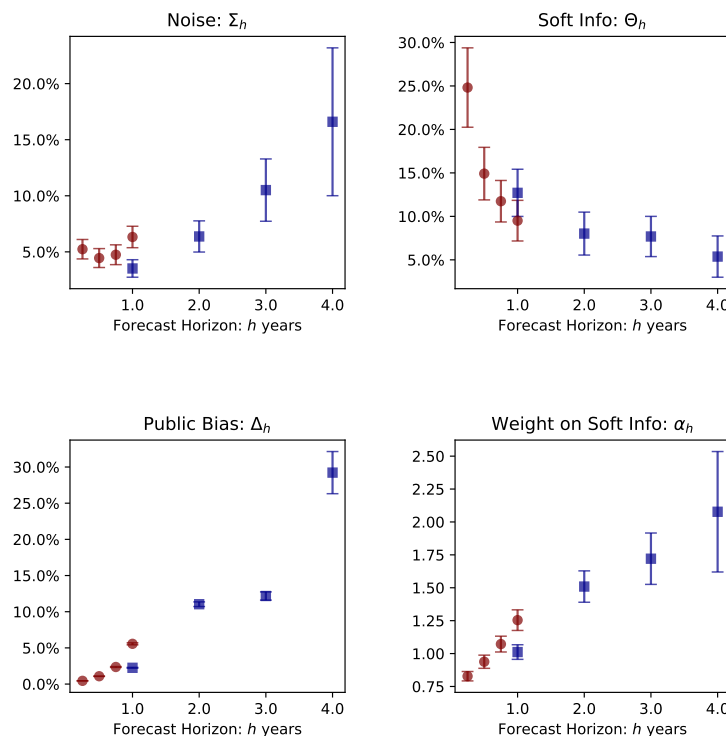 Noise: Σh
20.0%
15.0%
10.0%
5.0%
1.0 2.0 3.0 4.0
Forecast Horizon: h years
Soft Info: Θh
30.0%
25.0%
20.0%
15.0%
10.0%
5.0%
1.0 2.0 3.0 4.0
Forecast Horizon: h years
Public Bias: Δh
30.0%
25.0%
20.0%
15.0%
10.0%
5.0%
0.0%
1.0 2.0 3.0 4.0
Forecast Horizon: h years
Weight on Soft Info: αh
2.50
2.25
2.00
1.75
1.50
1.25
1.00
0.75
1.0 2.0 3.0 4.0
Forecast Horizon: h years